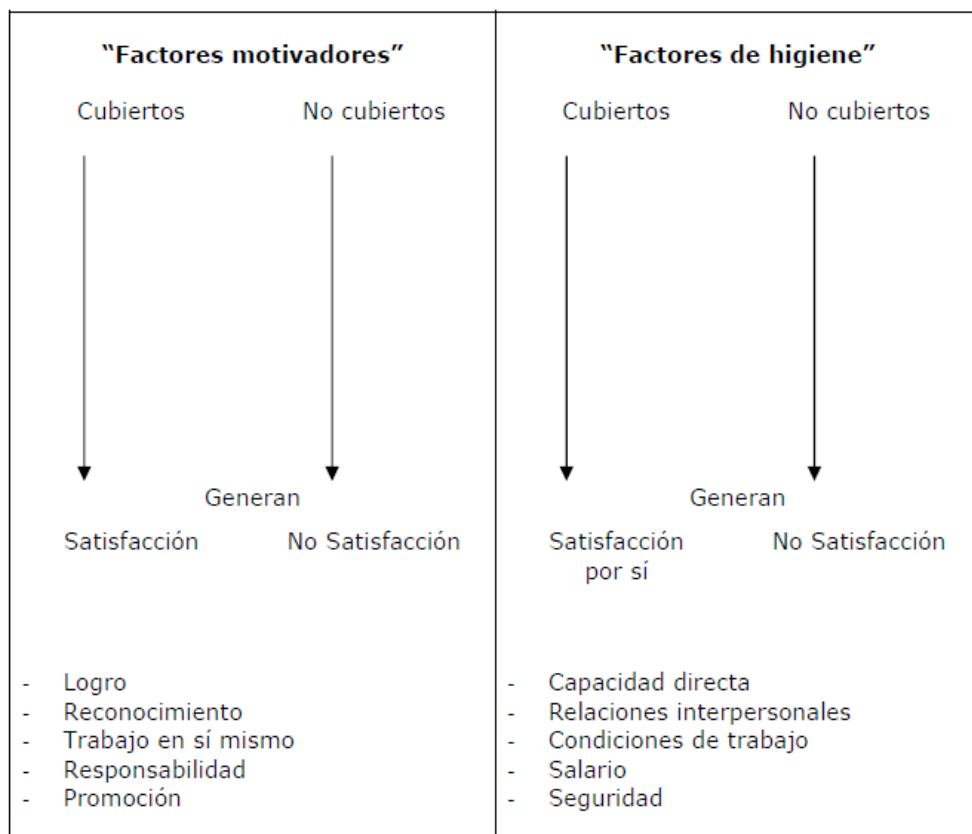 “Factores motivadores”
Cubiertos No cubiertos
Generan
Satisfacción No Satisfacción
- Logro
- Reconocimiento
- Trabajo en sí mismo
- Responsabilidad
- Promoción
“Factores de higiene”
Cubiertos No cubiertos
Generan
Satisfacción No Satisfacción
por sí
- Capacidad directa
- Relaciones interpersonales
- Condiciones de trabajo
- Salario
- Seguridad